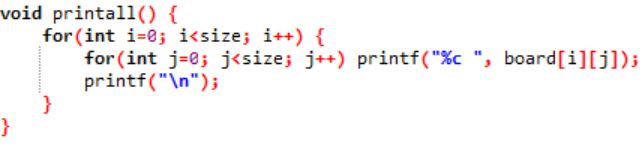 void printall() {
    for(int i=0; i<size; i++) {
        for(int j=0; j<size; j++) printf("%c ", board[i][j]);
        printf("\n");
    }
}